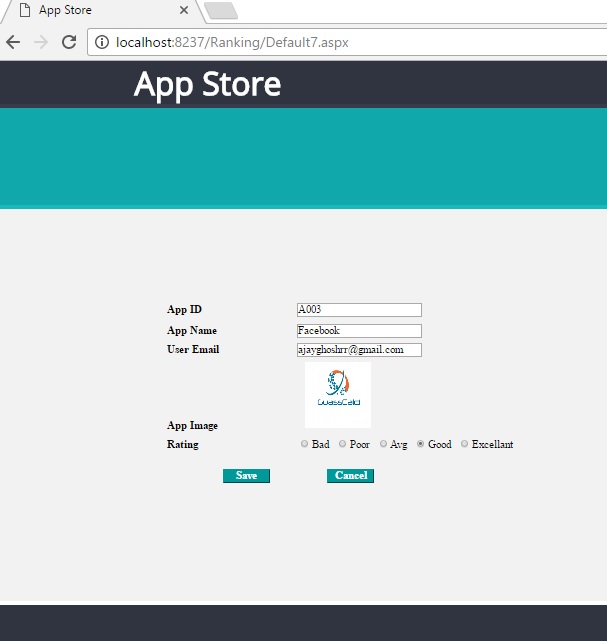 App Store
localhost:8237/Ranking/Default7.aspx
App Store
App ID A003
App Name Facebook
User Email ajayghoshrr@gmail.com
App Image
Rating Bad Poor Avg Good Excellant
Save Cancel